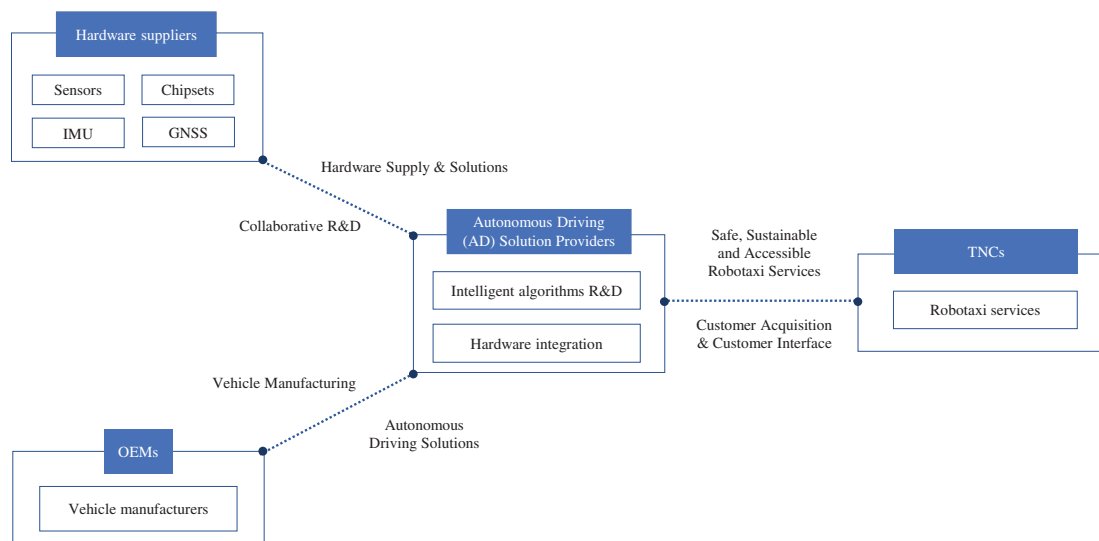 Hardware suppliers
Sensors
Chipsets
IMU
GNSS
Hardware Supply & Solutions
Collaborative R&D
Autonomous Driving
(AD) Solution Providers
Intelligent algorithms R&D
Hardware integration
Safe, Sustainable
and Accessible
Robotaxi Services
Customer Acquisition
& Customer Interface
TNCs
Robotaxi services
Vehicle Manufacturing
Autonomous
Driving Solutions
OEMs
Vehicle manufacturers